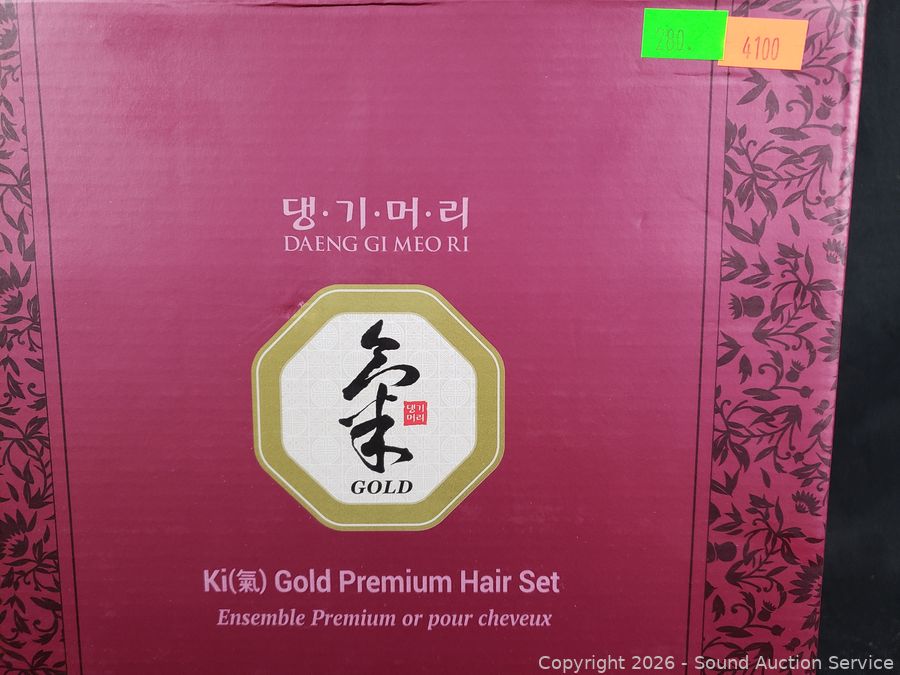 280.
4100
댕·기·머·리
DAENG GI MEO RI
氣
댕기
머리
GOLD
Ki(氣) Gold Premium Hair Set
Ensemble Premium or pour cheveux
Copyright 2026 - Sound Auction Service